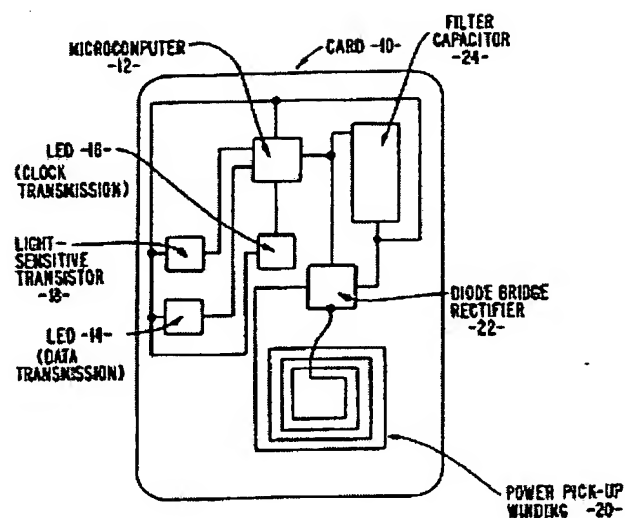 MICROCOMPUTER
-12-
CARD -10-
FILTER
CAPACITOR
-24-
LED -16-
(CLOCK
TRANSMISSION)
LIGHT-
SENSITIVE
TRANSISTOR
-18-
LED -14-
(DATA
TRANSMISSION)
DIODE BRIDGE
RECTIFIER
-22-
POWER PICK-UP
WINDING -20-